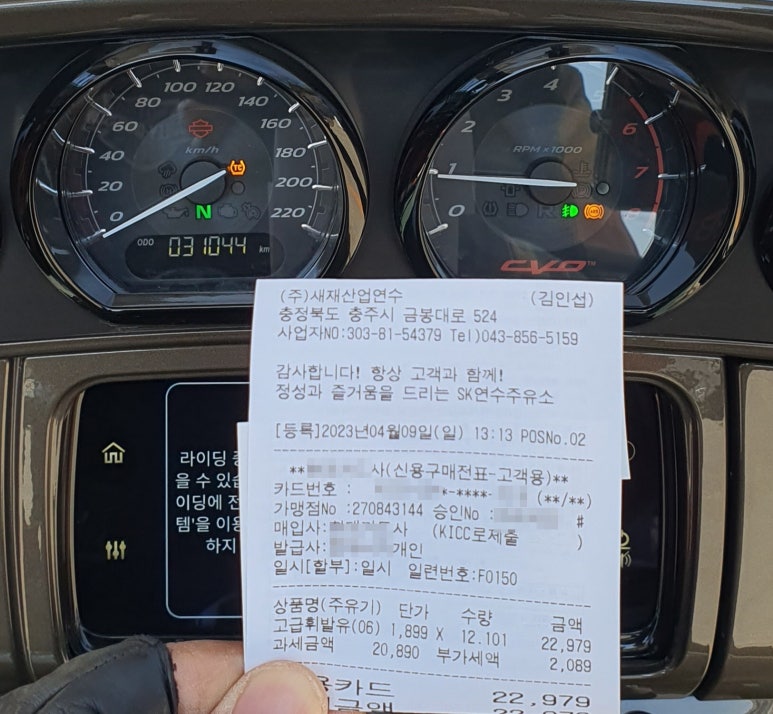 0 20 40 60 80 100 120 140 160 180 200 220
km/h
TC
N
ODO 031044 km
0 1 2 3 4 5 6 7 8
RPM x1000
ABS
CVO™
(주)새재산업연수 (김인섭)
충청북도 충주시 금봉대로 524
사업자NO:303-81-54379 Tel)043-856-5159
감사합니다! 항상 고객과 함께!
정성과 즐거움을 드리는 SK연수주유소
[등록]2023년04월09일(일) 13:13 POSNo.02
** 사(신용구매전표-고객용)**
카드번호 : *-****- (**/**)
가맹점No :270843144 승인No : #
매입사: 사 (KICC로제출 )
발급사: 개인
일시[할부]:일시 일련번호:F0150
상품명(주유기) 단가 수량 금액
고급휘발유(06) 1,899 X 12.101 22,979
과세금액 20,890 부가세액 2,089
용카드 22,979
라이딩
을 수 있습
이딩에 전
템'을 이용
하지